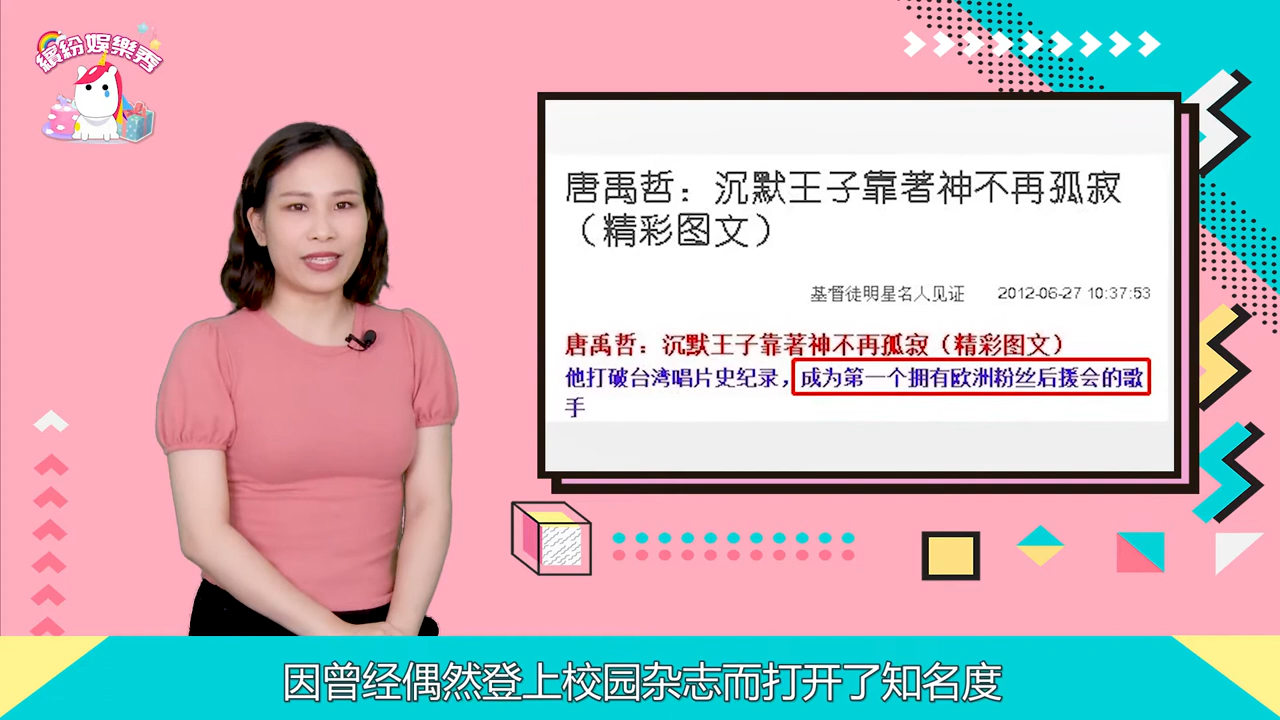 繽紛娛樂秀
唐禹哲：沉默王子靠著神不再孤寂
（精彩图文）
基督徒明星名人见证 2012-06-27 10:37:53
唐禹哲：沉默王子靠著神不再孤寂（精彩图文）
他打破台湾唱片史纪录，成为第一个拥有欧洲粉丝后援会的歌
手
因曾经偶然登上校园杂志而打开了知名度